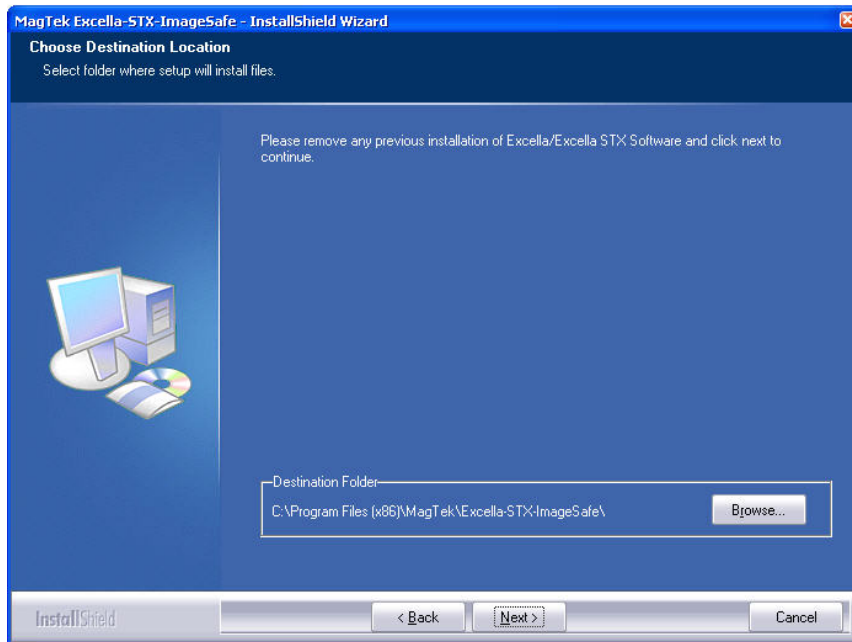 MagTek Excella-STX-ImageSafe - InstallShield Wizard
Choose Destination Location
Select folder where setup will install files.
Please remove any previous installation of Excella/Excella STX Software and click next to
continue.
Destination Folder
C:\Program Files (x86)\MagTek\Excella-STX-ImageSafe\
Browse...
InstallShield
< Back
Next >
Cancel